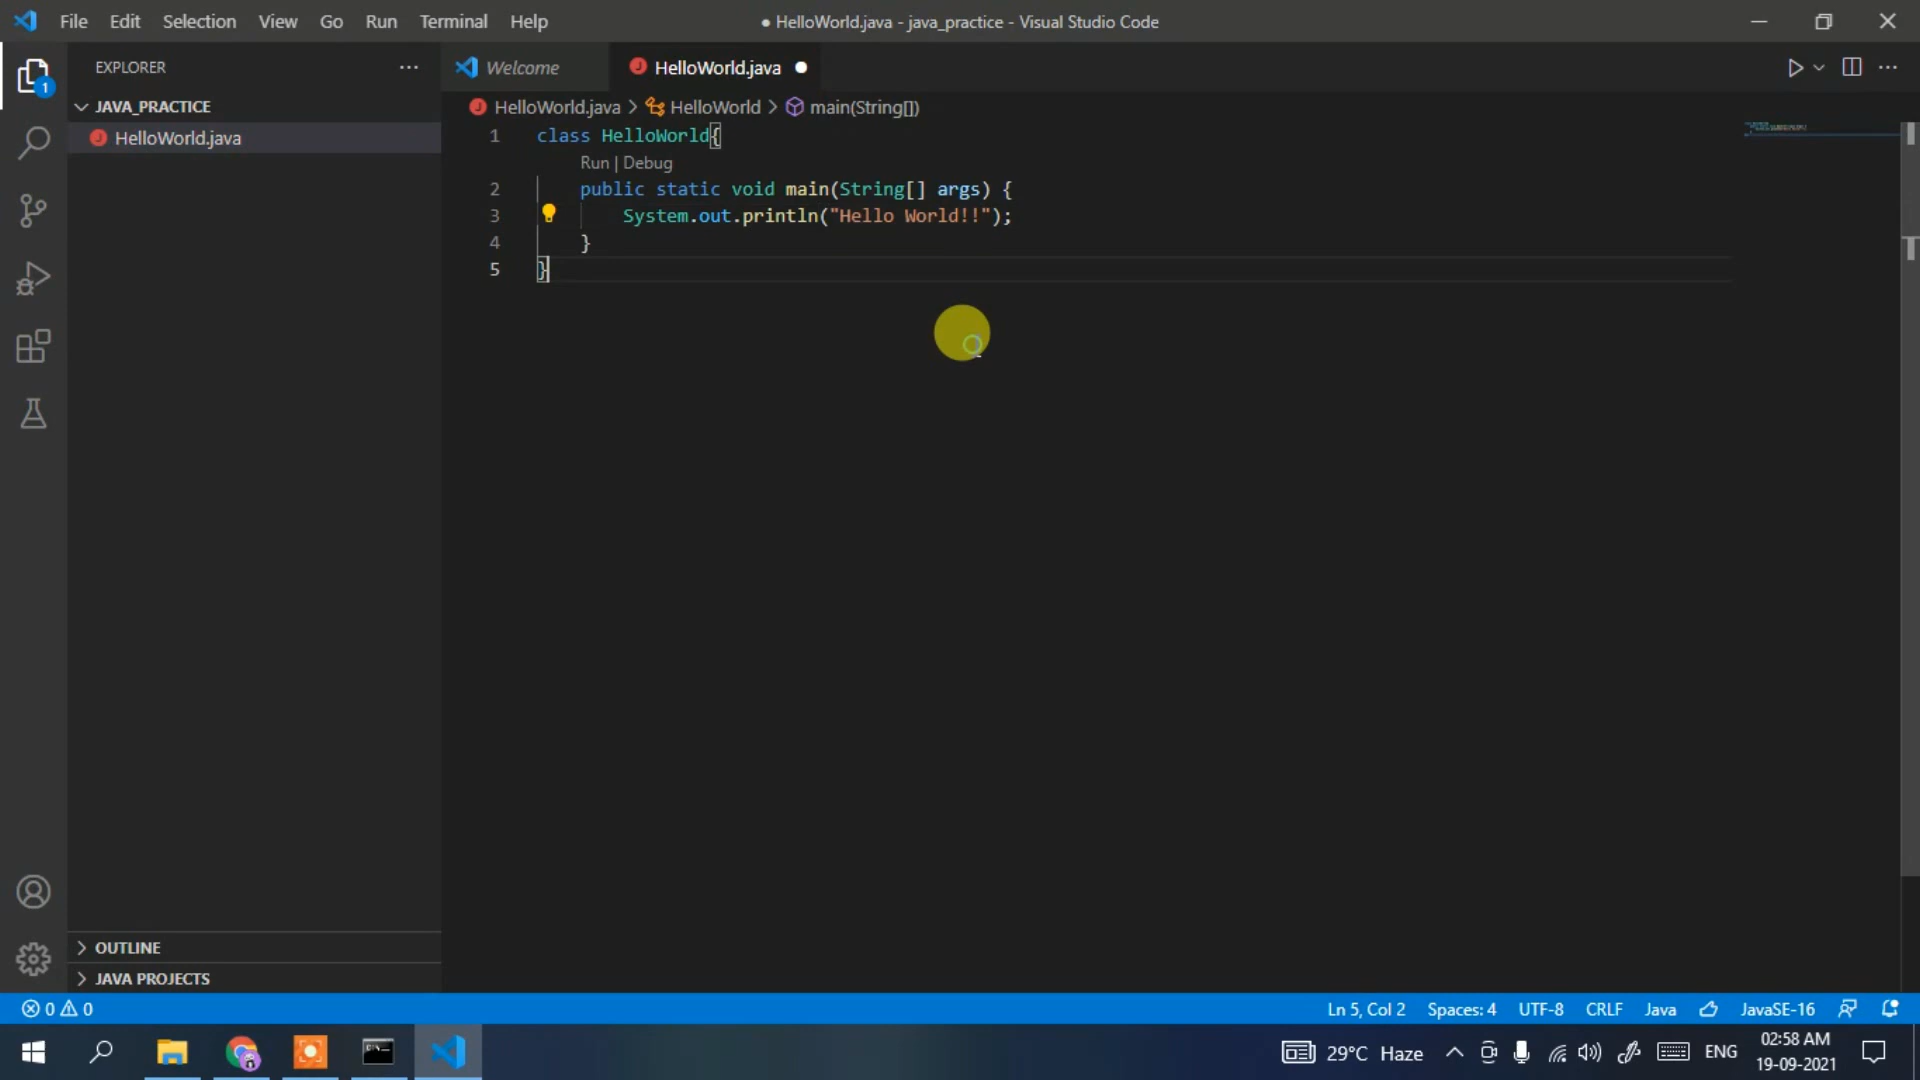 File Edit Selection View Go Run Terminal Help ● HelloWorld.java - java_practice - Visual Studio Code
EXPLORER ··· Welcome HelloWorld.java ●
1
JAVA_PRACTICE
HelloWorld.java
HelloWorld.java > HelloWorld > main(String[])
1 class HelloWorld{
Run | Debug
2 public static void main(String[] args) {
3 System.out.println("Hello World!!");
4 }
5 }
OUTLINE
JAVA PROJECTS
0 0 Ln 5, Col 2 Spaces: 4 UTF-8 CRLF Java JavaSE-16
29°C Haze ENG 02:58 AM
19-09-2021